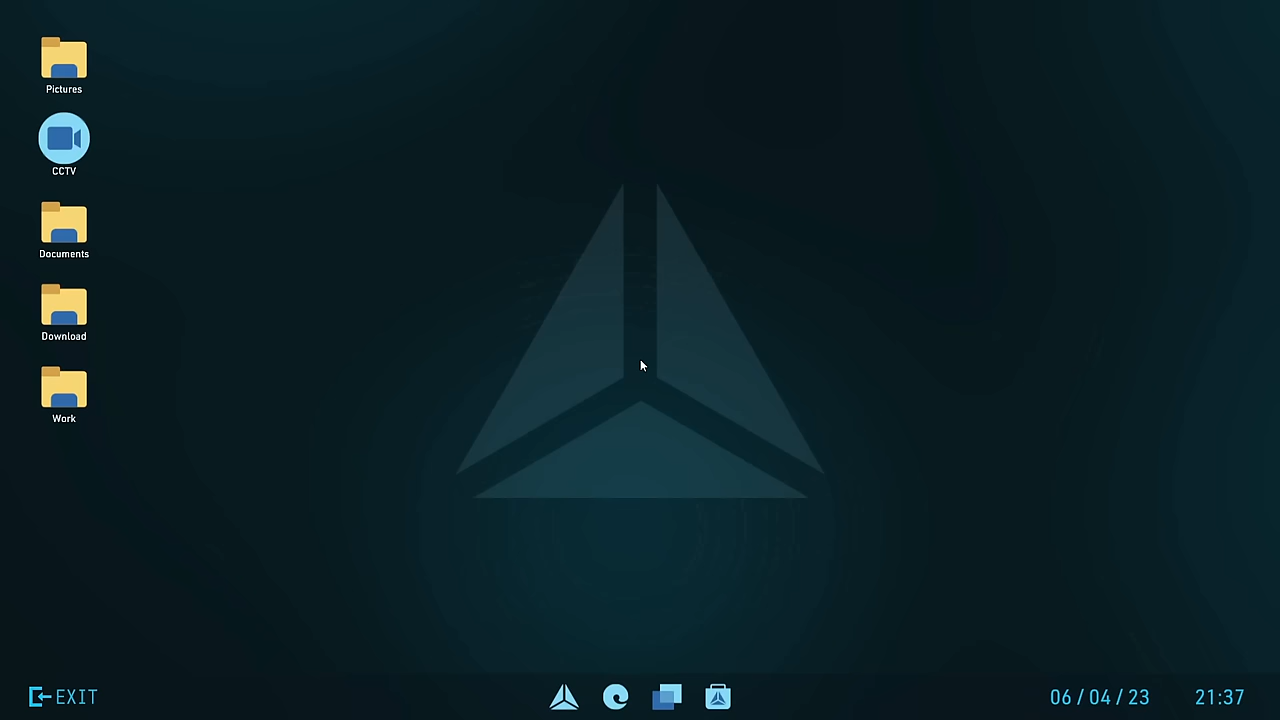 Pictures
CCTV
Documents
Download
Work
EXIT
06 / 04 / 23
21:37